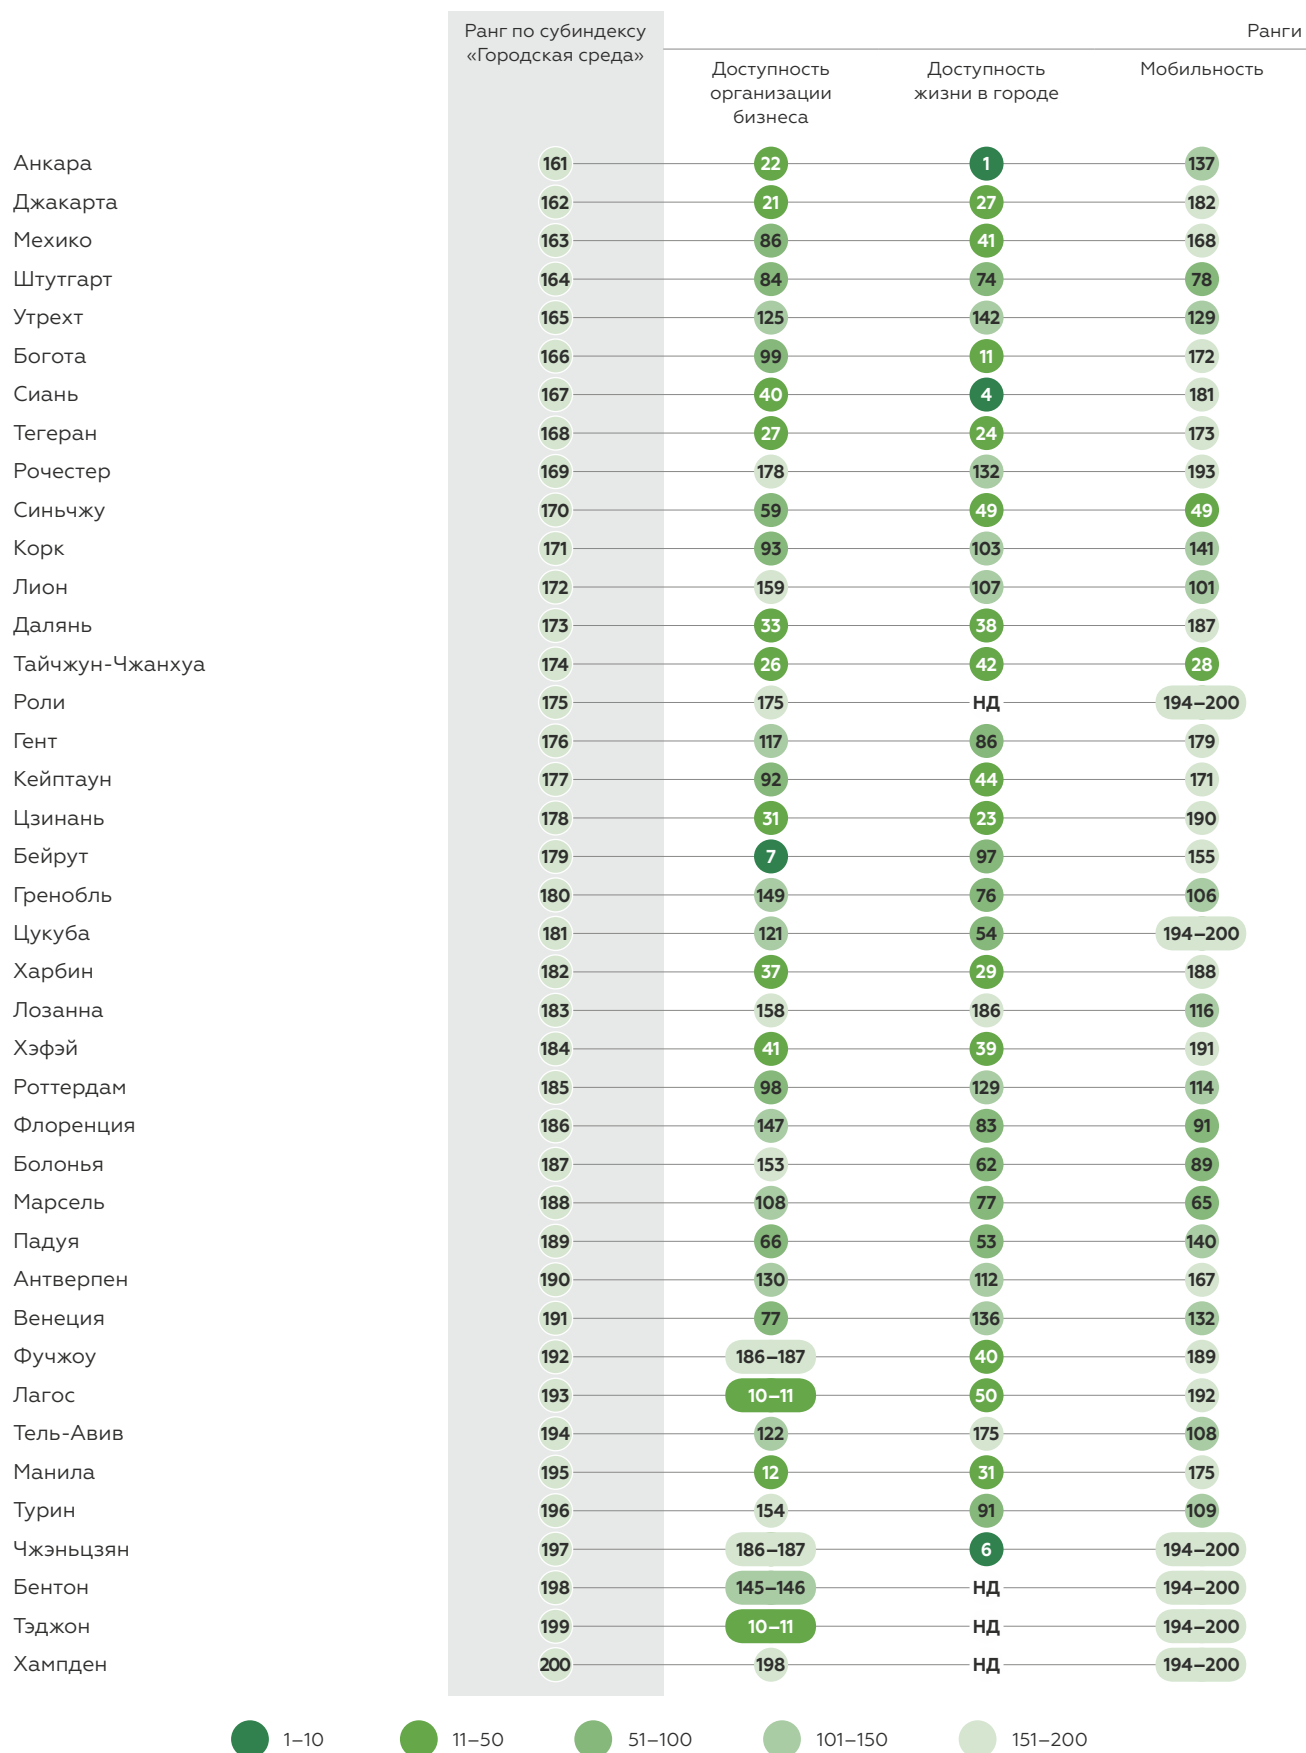 Ранг по субиндексу
«Городская среда»
Ранги
Доступность
организации
бизнеса
Доступность
жизни в городе
Мобильность
Анкара 161 22 1 137
Джакарта 162 21 27 182
Мехико 163 86 41 168
Штутгарт 164 84 74 78
Утрехт 165 125 142 129
Богота 166 99 11 172
Сиань 167 40 4 181
Тегеран 168 27 24 173
Рочестер 169 178 132 193
Синьчжу 170 59 49 49
Корк 171 93 103 141
Лион 172 159 107 101
Далянь 173 33 38 187
Тайчжун-Чжанхуа 174 26 42 28
Роли 175 175 НД 194–200
Гент 176 117 86 179
Кейптаун 177 92 44 171
Цзинань 178 31 23 190
Бейрут 179 7 97 155
Гренобль 180 149 76 106
Цукуба 181 121 54 194–200
Харбин 182 37 29 188
Лозанна 183 158 186 116
Хэфэй 184 41 39 191
Роттердам 185 98 129 114
Флоренция 186 147 83 91
Болонья 187 153 62 89
Марсель 188 108 77 65
Падуя 189 66 53 140
Антверпен 190 130 112 167
Венеция 191 77 136 132
Фучжоу 192 186–187 40 189
Лагос 193 10–11 50 192
Тель-Авив 194 122 175 108
Манила 195 12 31 175
Турин 196 154 91 109
Чжэньцзян 197 186–187 6 194–200
Бентон 198 145–146 НД 194–200
Тэджон 199 10–11 НД 194–200
Хампден 200 198 НД 194–200
1–10 11–50 51–100 101–150 151–200